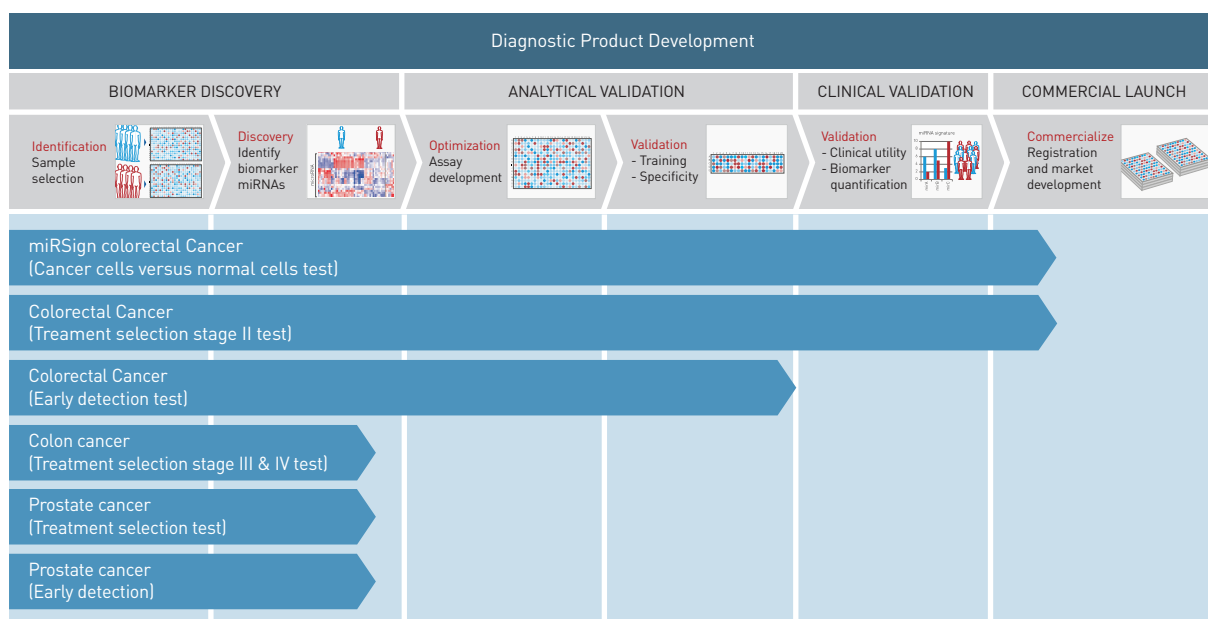 Diagnostic Product Development
BIOMARKER DISCOVERY
ANALYTICAL VALIDATION
CLINICAL VALIDATION
COMMERCIAL LAUNCH
Identification
Sample
selection
Discovery
Identify
biomarker
miRNAs
Optimization
Assay
development
Validation
- Training
- Specificity
Validation
- Clinical utility
- Biomarker
quantification
miRNA signature
Commercialize
Registration
and market
development
miRSign colorectal Cancer
(Cancer cells versus normal cells test)
Colorectal Cancer
(Treament selection stage II test)
Colorectal Cancer
(Early detection test)
Colon cancer
(Treatment selection stage III & IV test)
Prostate cancer
(Treatment selection test)
Prostate cancer
(Early detection)